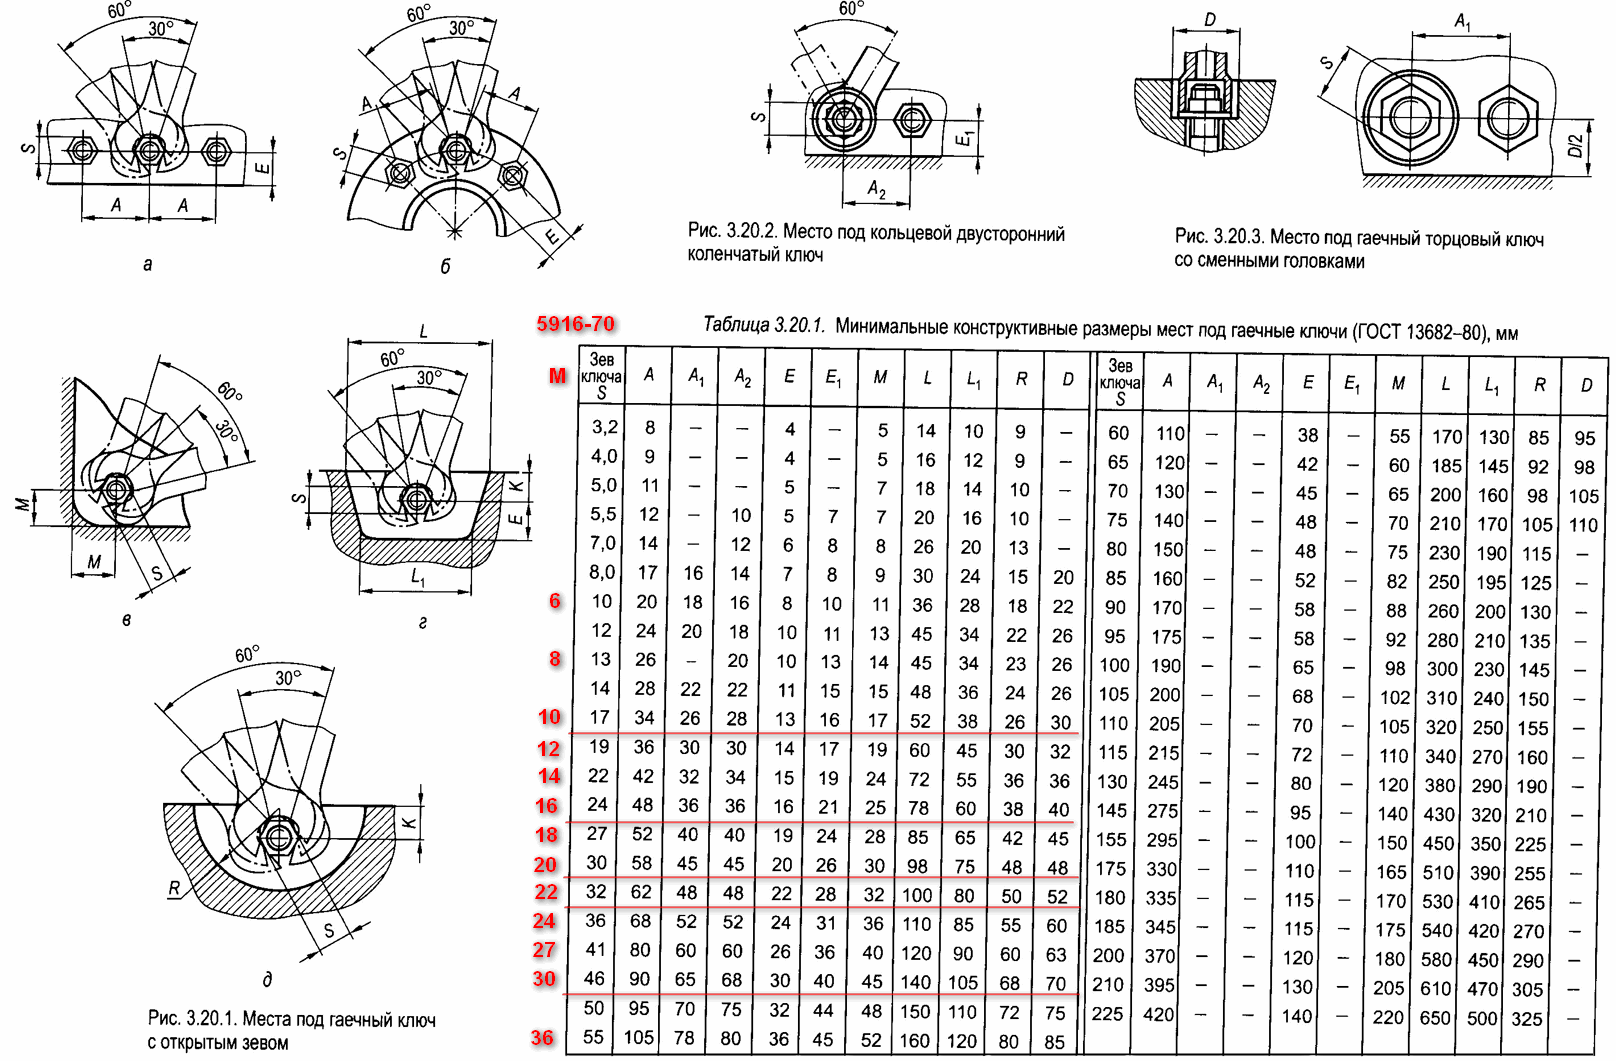 60°
30°
S
E
A
A
а
60°
30°
A
A
S
E
б
60°
S
E₁
A₂
Рис. 3.20.2. Место под кольцевой двусторонний
коленчатый ключ
D
A₁
S
D/2
Рис. 3.20.3. Место под гаечный торцовый ключ
со сменными головками
60°
30°
M
M
S
в
L
60°
30°
S
K
E
L₁
г
60°
30°
K
R
S
д
Рис. 3.20.1. Места под гаечный ключ
с открытым зевом
5916-70
Таблица 3.20.1. Минимальные конструктивные размеры мест под гаечные ключи (ГОСТ 13682–80), мм
М Зев ключа S A A₁ A₂ E E₁ M L L₁ R D Зев ключа S A A₁ A₂ E E₁ M L L₁ R D
3,2 8 – – 4 – 5 14 10 9 – 60 110 – – 38 – 55 170 130 85 95
4,0 9 – – 4 – 5 16 12 9 – 65 120 – – 42 – 60 185 145 92 98
5,0 11 – – 5 – 7 18 14 10 – 70 130 – – 45 – 65 200 160 98 105
5,5 12 – 10 5 7 7 20 16 10 – 75 140 – – 48 – 70 210 170 105 110
7,0 14 – 12 6 8 8 26 20 13 – 80 150 – – 48 – 75 230 190 115 –
8,0 17 16 14 7 8 9 30 24 15 20 85 160 – – 52 – 82 250 195 125 –
6 10 20 18 16 8 10 11 36 28 18 22 90 170 – – 58 – 88 260 200 130 –
12 24 20 18 10 11 13 45 34 22 26 95 175 – – 58 – 92 280 210 135 –
8 13 26 – 20 10 13 14 45 34 23 26 100 190 – – 65 – 98 300 230 145 –
14 28 22 22 11 15 15 48 36 24 26 105 200 – – 68 – 102 310 240 150 –
10 17 34 26 28 13 16 17 52 38 26 30 110 205 – – 70 – 105 320 250 155 –
12 19 36 30 30 14 17 19 60 45 30 32 115 215 – – 72 – 110 340 270 160 –
14 22 42 32 34 15 19 24 72 55 36 36 130 245 – – 80 – 120 380 290 190 –
16 24 48 36 36 16 21 25 78 60 38 40 145 275 – – 95 – 140 430 320 210 –
18 27 52 40 40 19 24 28 85 65 42 45 155 295 – – 100 – 150 450 350 225 –
20 30 58 45 45 20 26 30 98 75 48 48 175 330 – – 110 – 165 510 390 255 –
22 32 62 48 48 22 28 32 100 80 50 52 180 335 – – 115 – 170 530 410 265 –
24 36 68 52 52 24 31 36 110 85 55 60 185 345 – – 115 – 175 540 420 270 –
27 41 80 60 60 26 36 40 120 90 60 63 200 370 – – 120 – 180 580 450 290 –
30 46 90 65 68 30 40 45 140 105 68 70 210 395 – – 130 – 205 610 470 305 –
50 95 70 75 32 44 48 150 110 72 75 225 420 – – 140 – 220 650 500 325 –
36 55 105 78 80 36 45 52 160 120 80 85